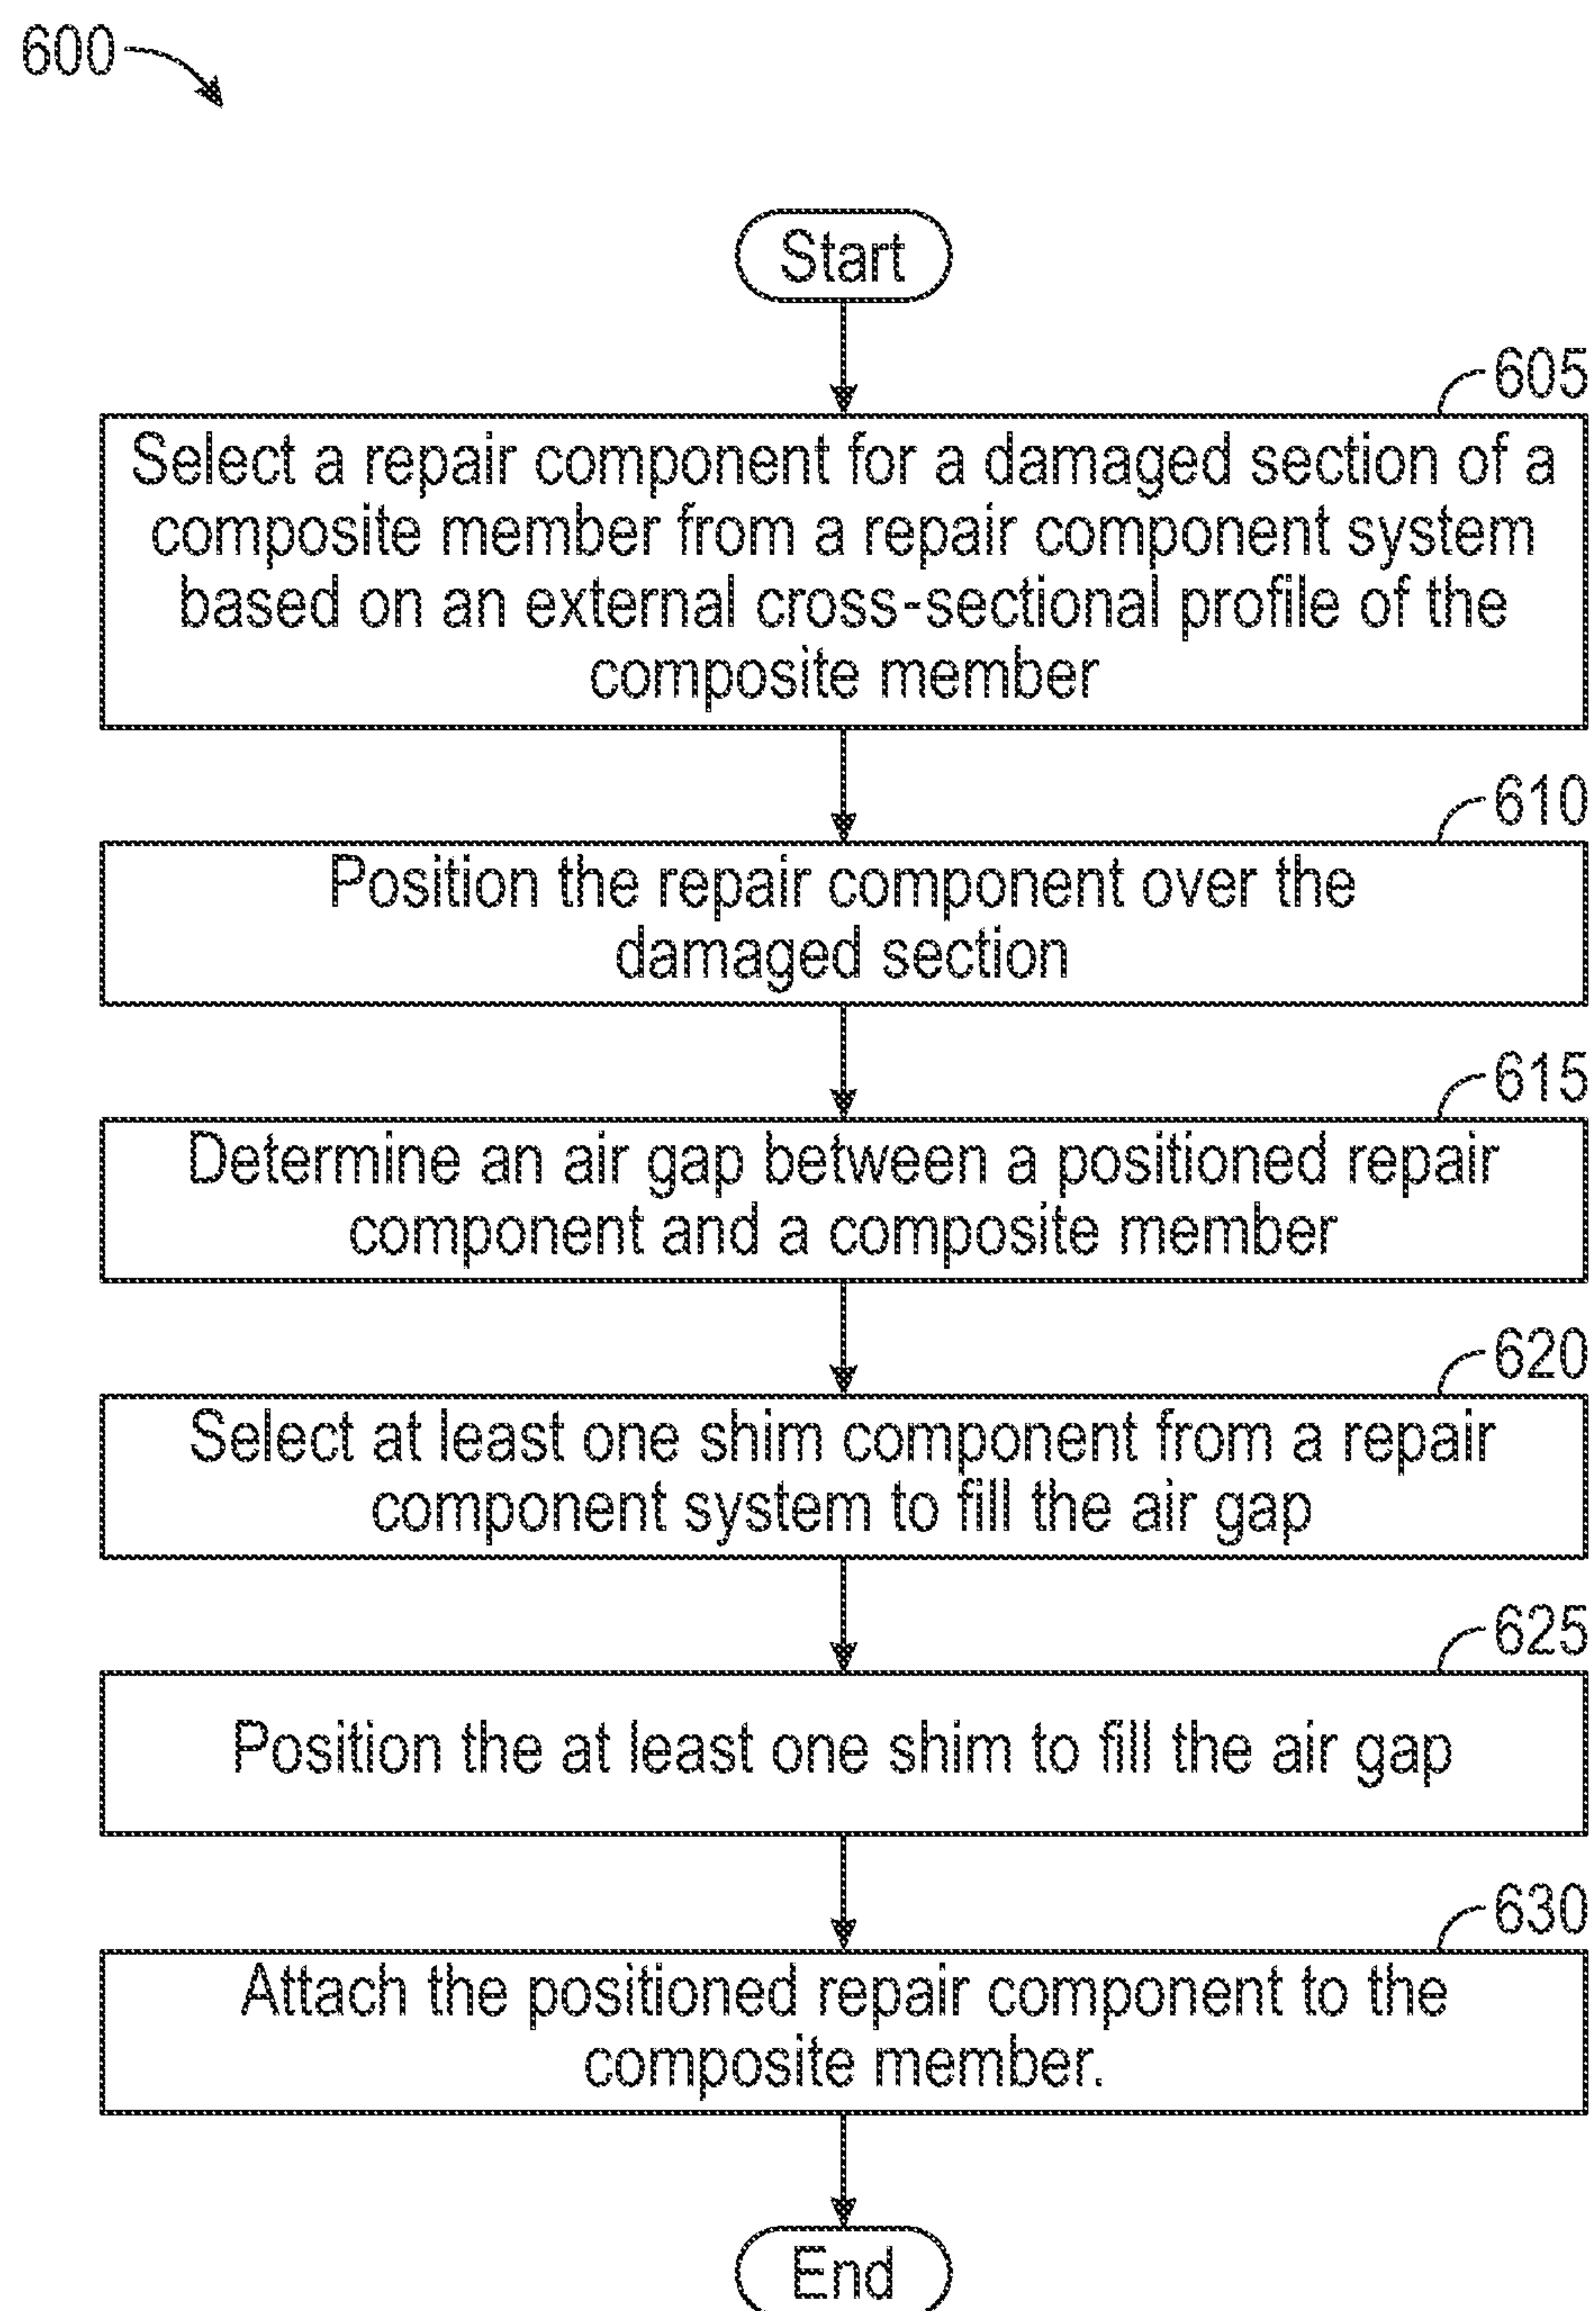 600
Start
605
Select a repair component for a damaged section of a
composite member from a repair component system
based on an external cross-sectional profile of the
composite member
610
Position the repair component over the
damaged section
615
Determine an air gap between a positioned repair
component and a composite member
620
Select at least one shim component from a repair
component system to fill the air gap
625
Position the at least one shim to fill the air gap
630
Attach the positioned repair component to the
composite member.
End